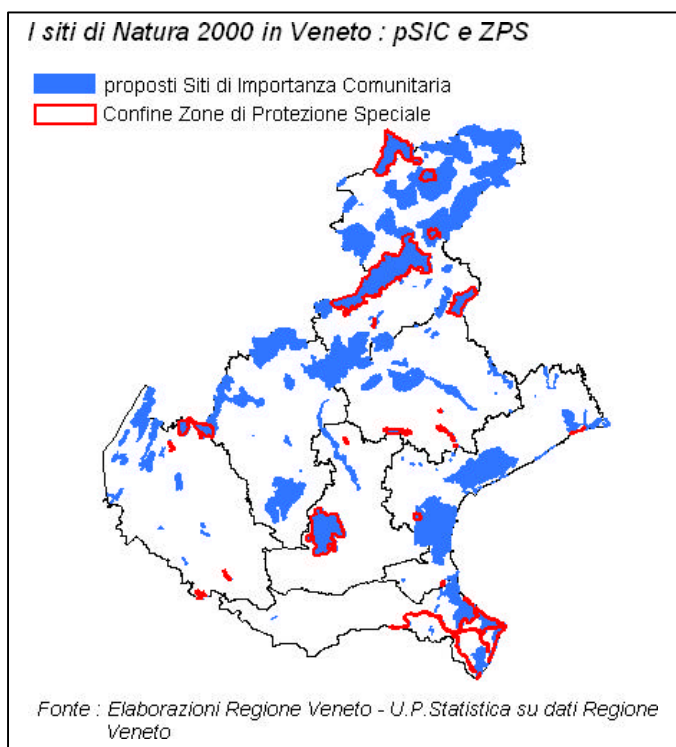 I siti di Natura 2000 in Veneto : pSIC e ZPS
proposti Siti di Importanza Comunitaria
Confine Zone di Protezione Speciale
Fonte : Elaborazioni Regione Veneto - U.P.Statistica su dati Regione
Veneto